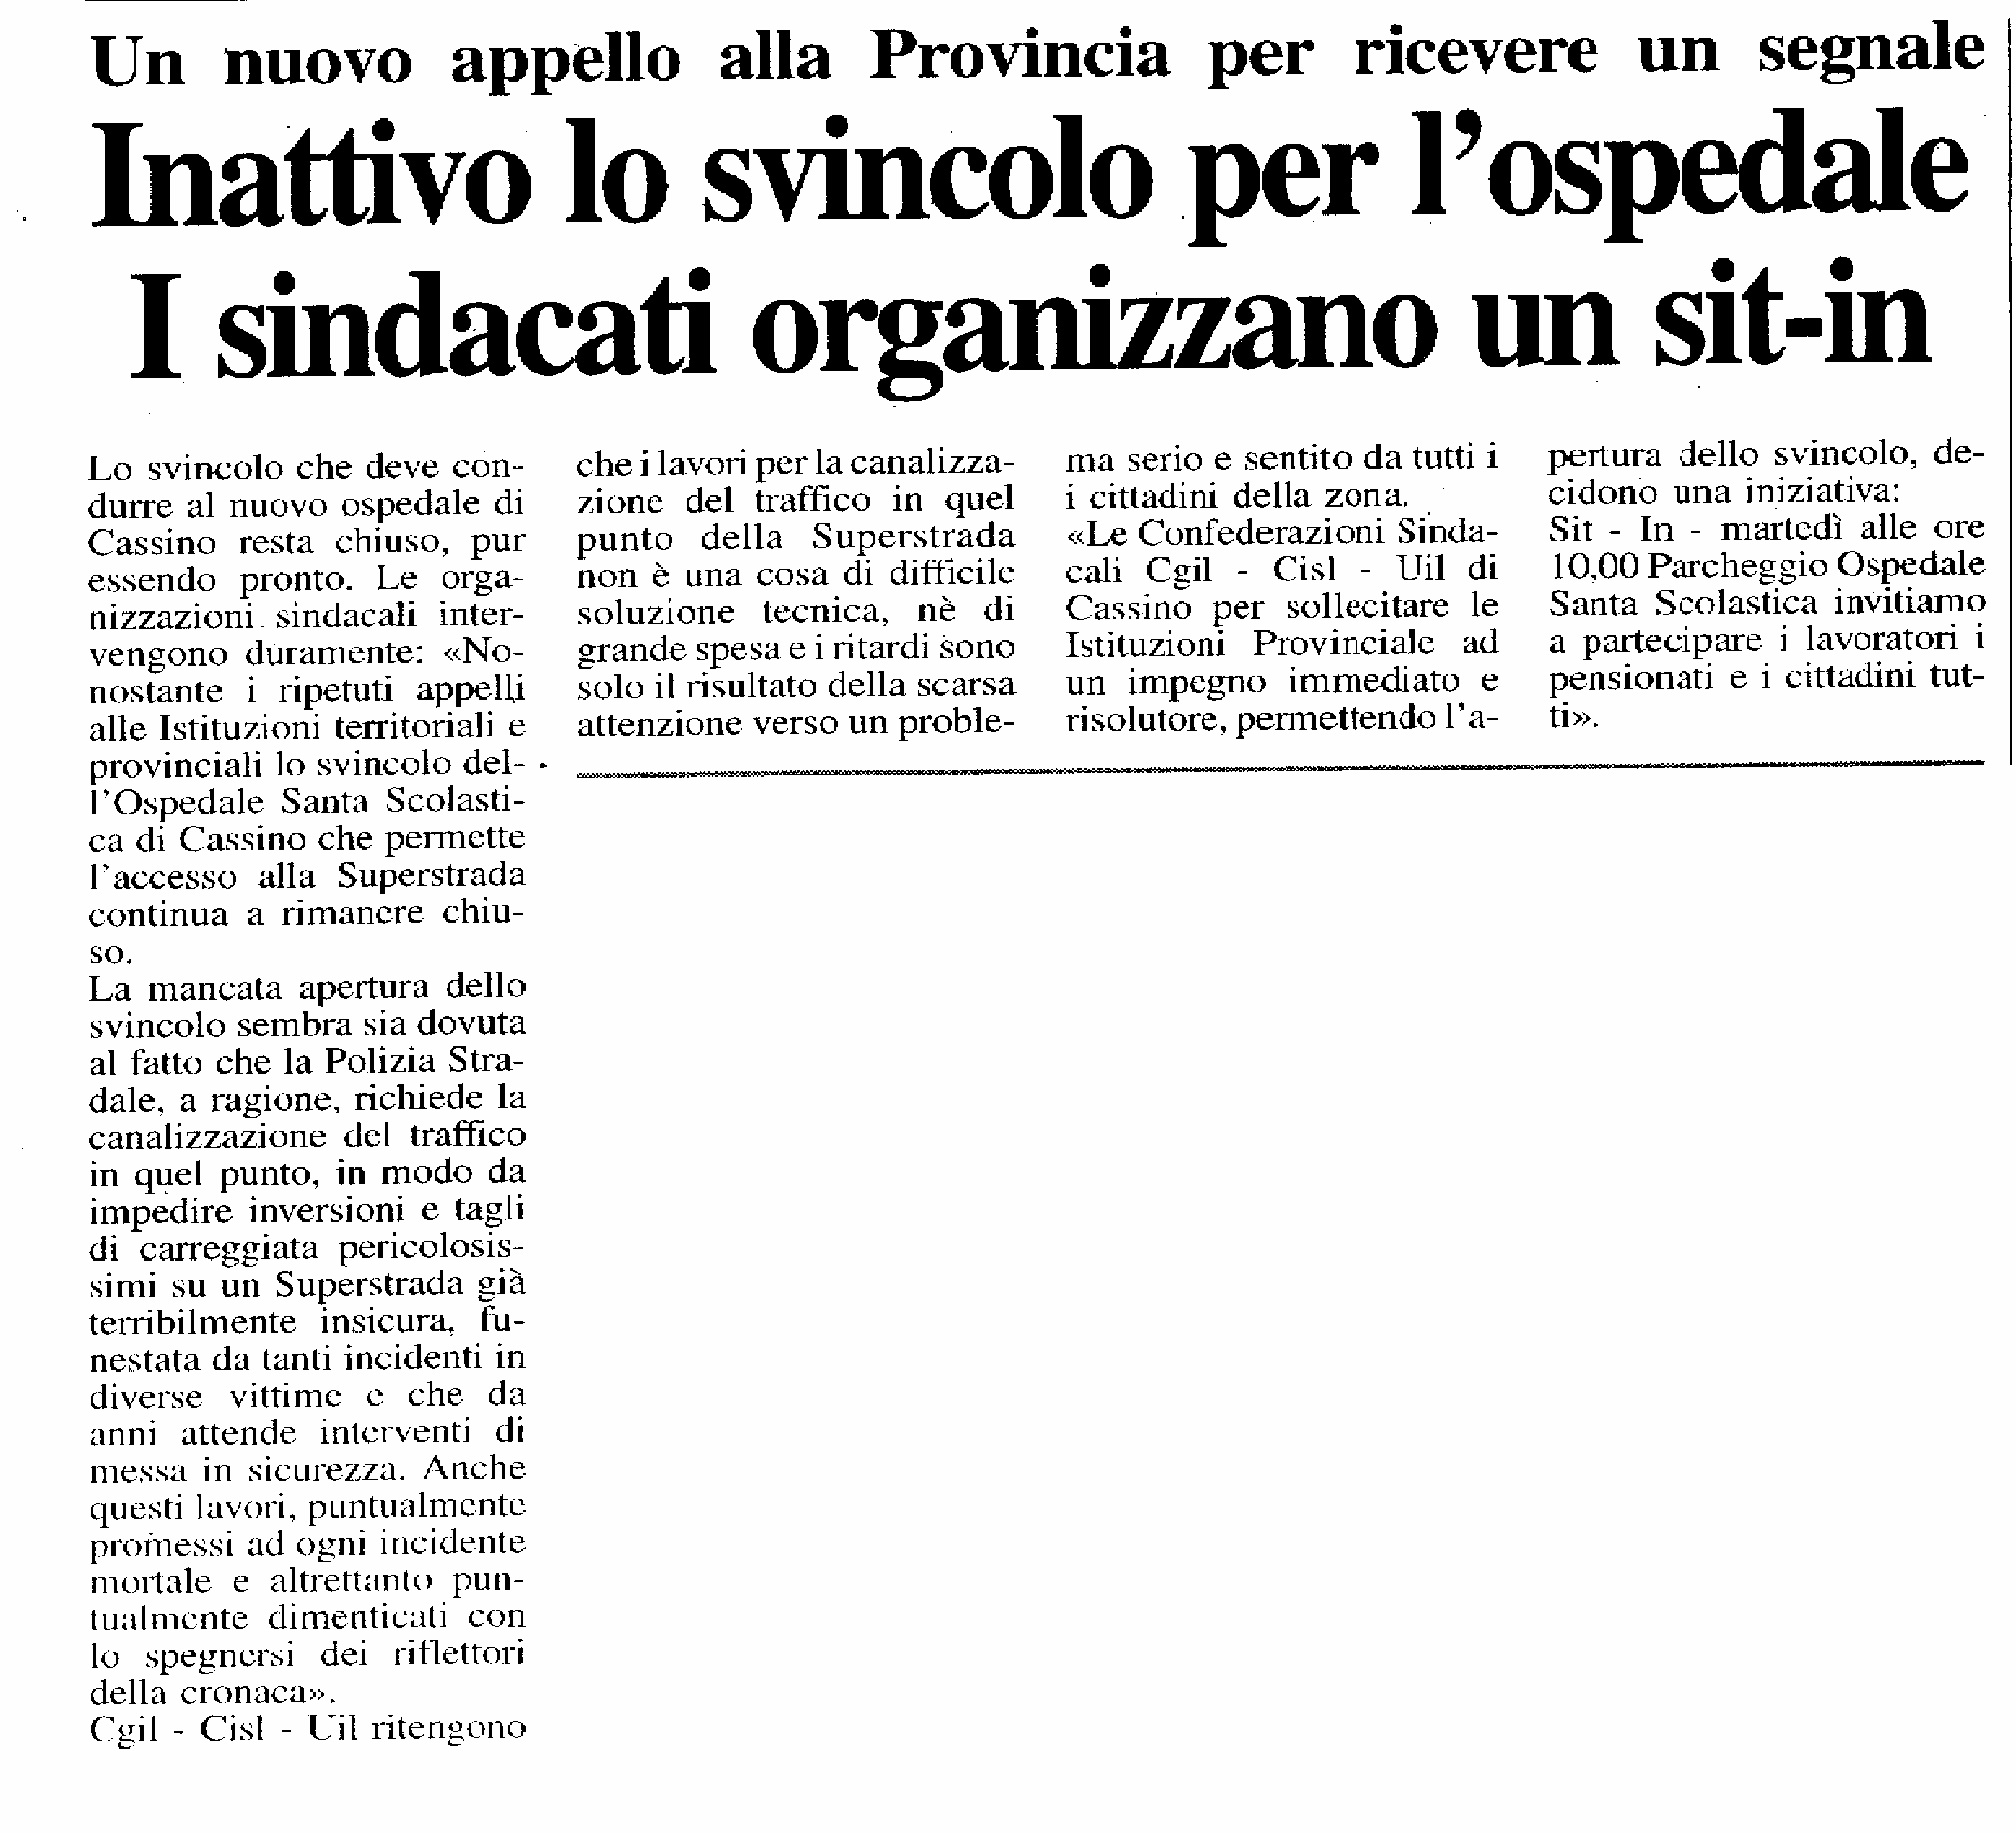 Un nuovo appello alla Provincia per ricevere un segnale
Inattivo lo svincolo per l'ospedale
I sindacati organizzano un sit-in
Lo svincolo che deve con-
durre al nuovo ospedale di
Cassino resta chiuso, pur
essendo pronto. Le orga-
nizzazioni sindacali inter-
vengono duramente: «No-
nostante i ripetuti appelli
alle Istituzioni territoriali e
provinciali lo svincolo del-
l'Ospedale Santa Scolasti-
ca di Cassino che permette
l'accesso alla Superstrada
continua a rimanere chiu-
so.
La mancata apertura dello
svincolo sembra sia dovuta
al fatto che la Polizia Stra-
dale, a ragione, richiede la
canalizzazione del traffico
in quel punto, in modo da
impedire inversioni e tagli
di carreggiata pericolosis-
simi su un Superstrada già
terribilmente insicura, fu-
nestata da tanti incidenti in
diverse vittime e che da
anni attende interventi di
messa in sicurezza. Anche
questi lavori, puntualmente
promessi ad ogni incidente
mortale e altrettanto pun-
tualmente dimenticati con
lo spegnersi dei riflettori
della cronaca».
Cgil - Cisl - Uil ritengono
che i lavori per la canalizza-
zione del traffico in quel
punto della Superstrada
non è una cosa di difficile
soluzione tecnica, nè di
grande spesa e i ritardi sono
solo il risultato della scarsa
attenzione verso un proble-
ma serio e sentito da tutti i
i cittadini della zona.
«Le Confederazioni Sinda-
cali Cgil - Cisl - Uil di
Cassino per sollecitare le
Istituzioni Provinciale ad
un impegno immediato e
risolutore, permettendo l'a-
pertura dello svincolo, de-
cidono una iniziativa:
Sit - In - martedì alle ore
10,00 Parcheggio Ospedale
Santa Scolastica invitiamo
a partecipare i lavoratori i
pensionati e i cittadini tut-
ti».